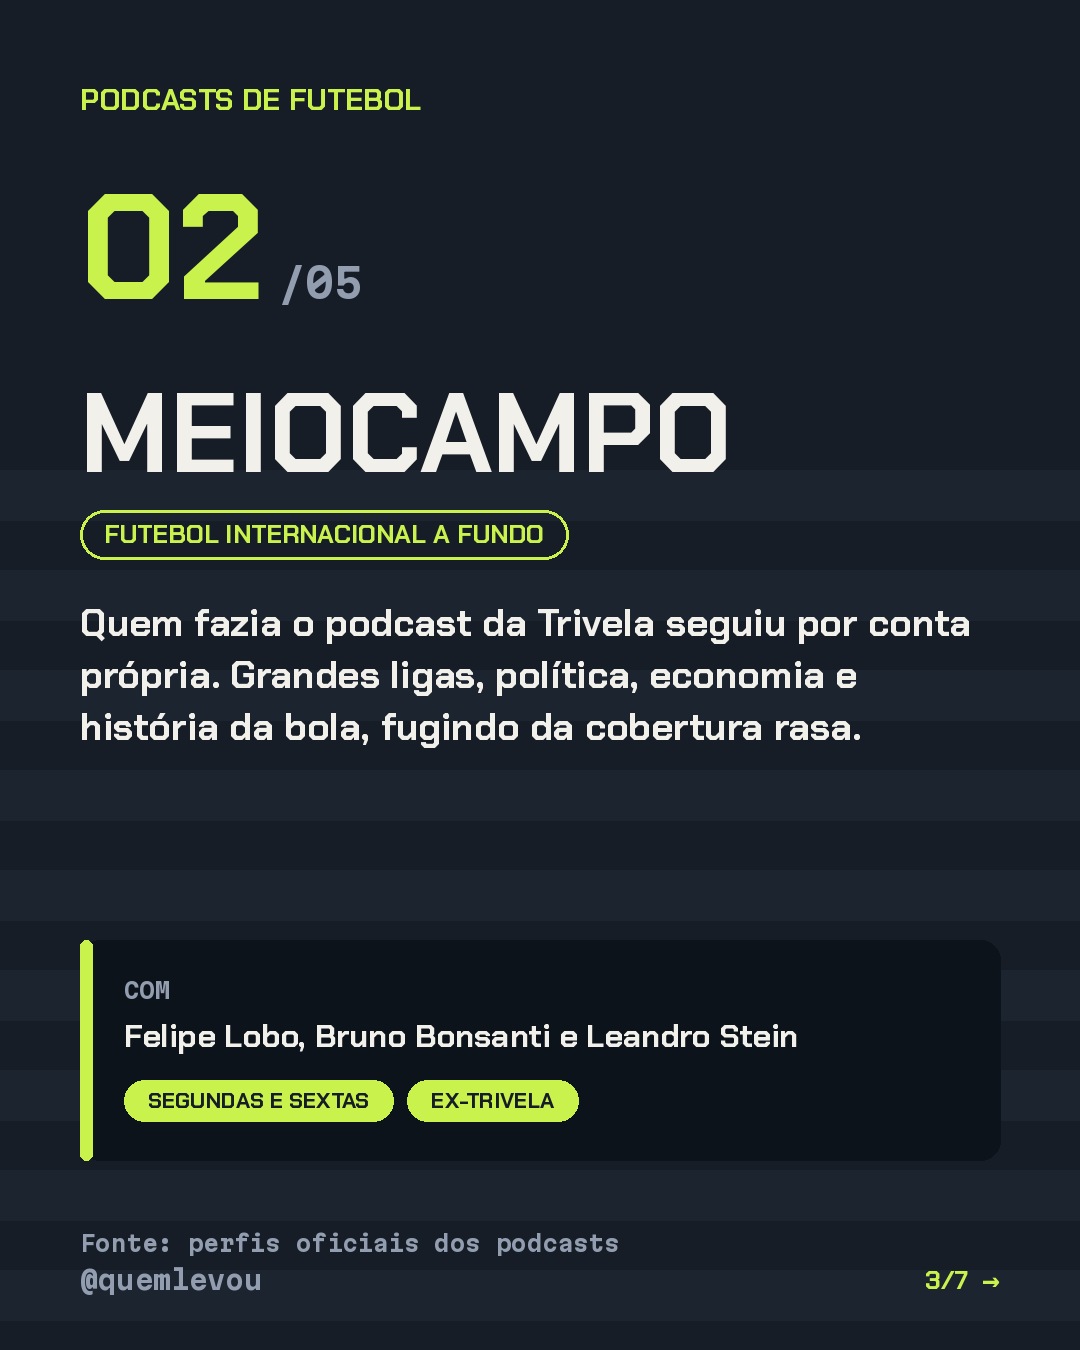 PODCASTS DE FUTEBOL
02 /05
MEIOCAMPO
FUTEBOL INTERNACIONAL A FUNDO
Quem fazia o podcast da Trivela seguiu por conta
própria. Grandes ligas, política, economia e
história da bola, fugindo da cobertura rasa.
COM
Felipe Lobo, Bruno Bonsanti e Leandro Stein
SEGUNDAS E SEXTAS EX-TRIVELA
Fonte: perfis oficiais dos podcasts
@quemlevou 3/7 →